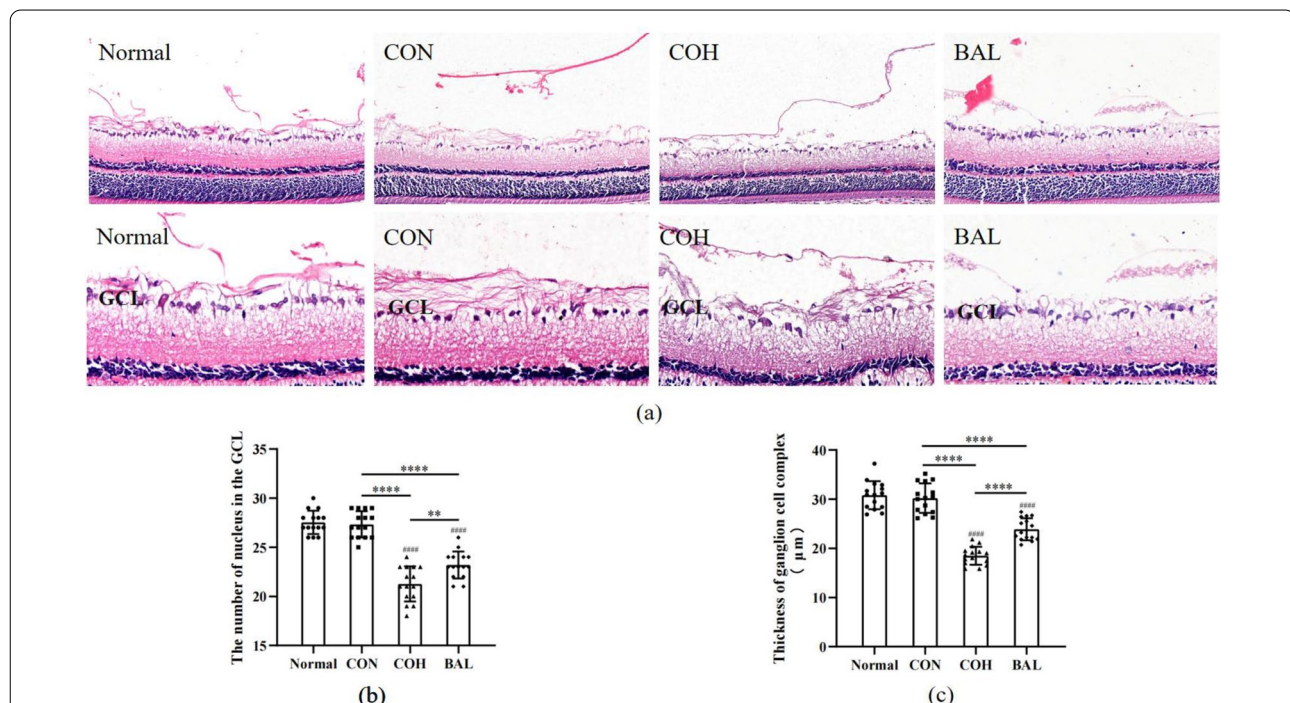 Normal CON COH BAL
Normal CON COH BAL
GCL GCL GCL GCL
(a)
The number of nucleus in the GCL
35
30
25
20
15
****
****
**
####
####
Normal CON COH BAL
(b)
Thickness of ganglion cell complex
( μm )
40
30
20
10
0
****
****
****
####
####
Normal CON COH BAL
(c)